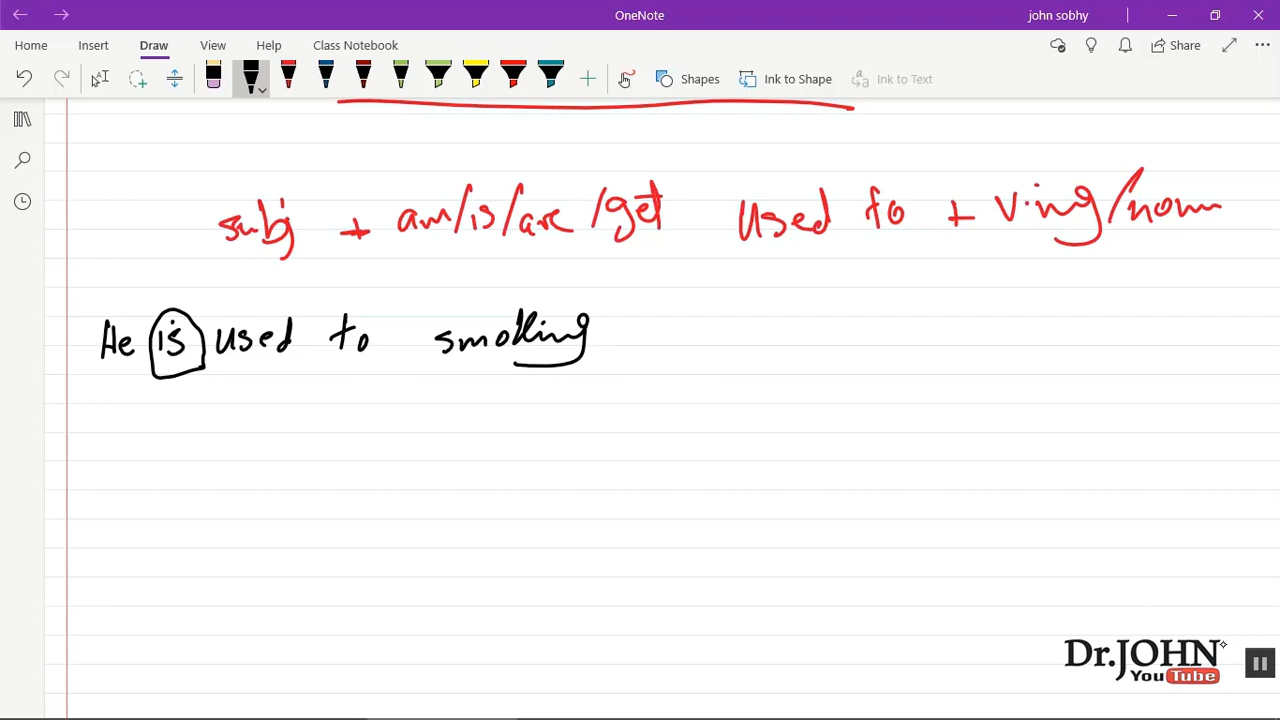 OneNote
john sobhy
Home Insert Draw View Help Class Notebook
Share
Shapes Ink to Shape Ink to Text
subj + am/is/are/get used to + v.ing/noun
He is used to smoking
Dr.JOHN
YouTube